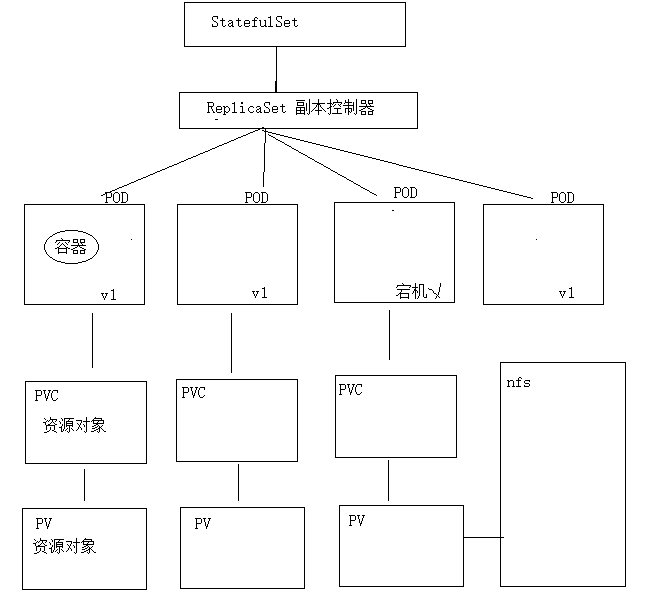 StatefulSet
ReplicaSet 副本控制器
POD
POD
POD
POD
容器
v1
v1
宕机
v1
PVC
资源对象
PVC
PVC
nfs
PV
资源对象
PV
PV